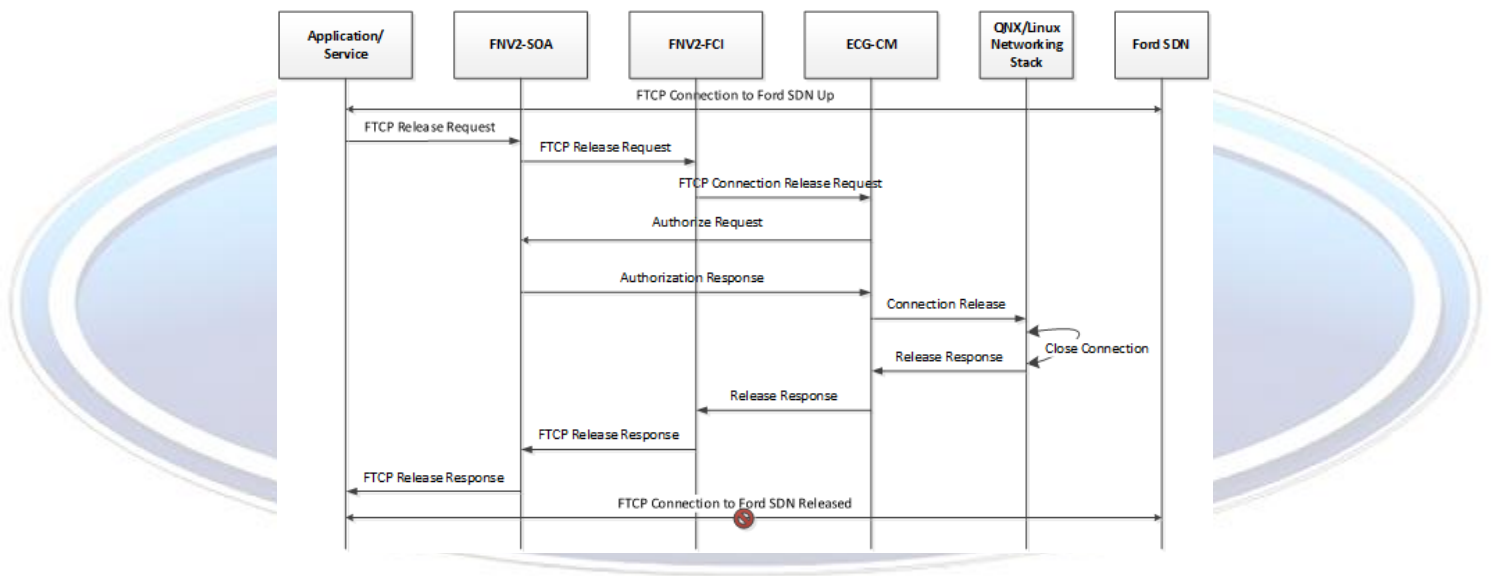 Application/
Service
FNV2-SOA
FNV2-FCI
ECG-CM
QNX/Linux
Networking
Stack
Ford SDN
FTCP Connection to Ford SDN Up
FTCP Release Request
FTCP Release Request
FTCP Connection Release Request
Authorize Request
Authorization Response
Connection Release
Close Connection
Release Response
Release Response
FTCP Release Response
FTCP Release Response
FTCP Connection to Ford SDN Released